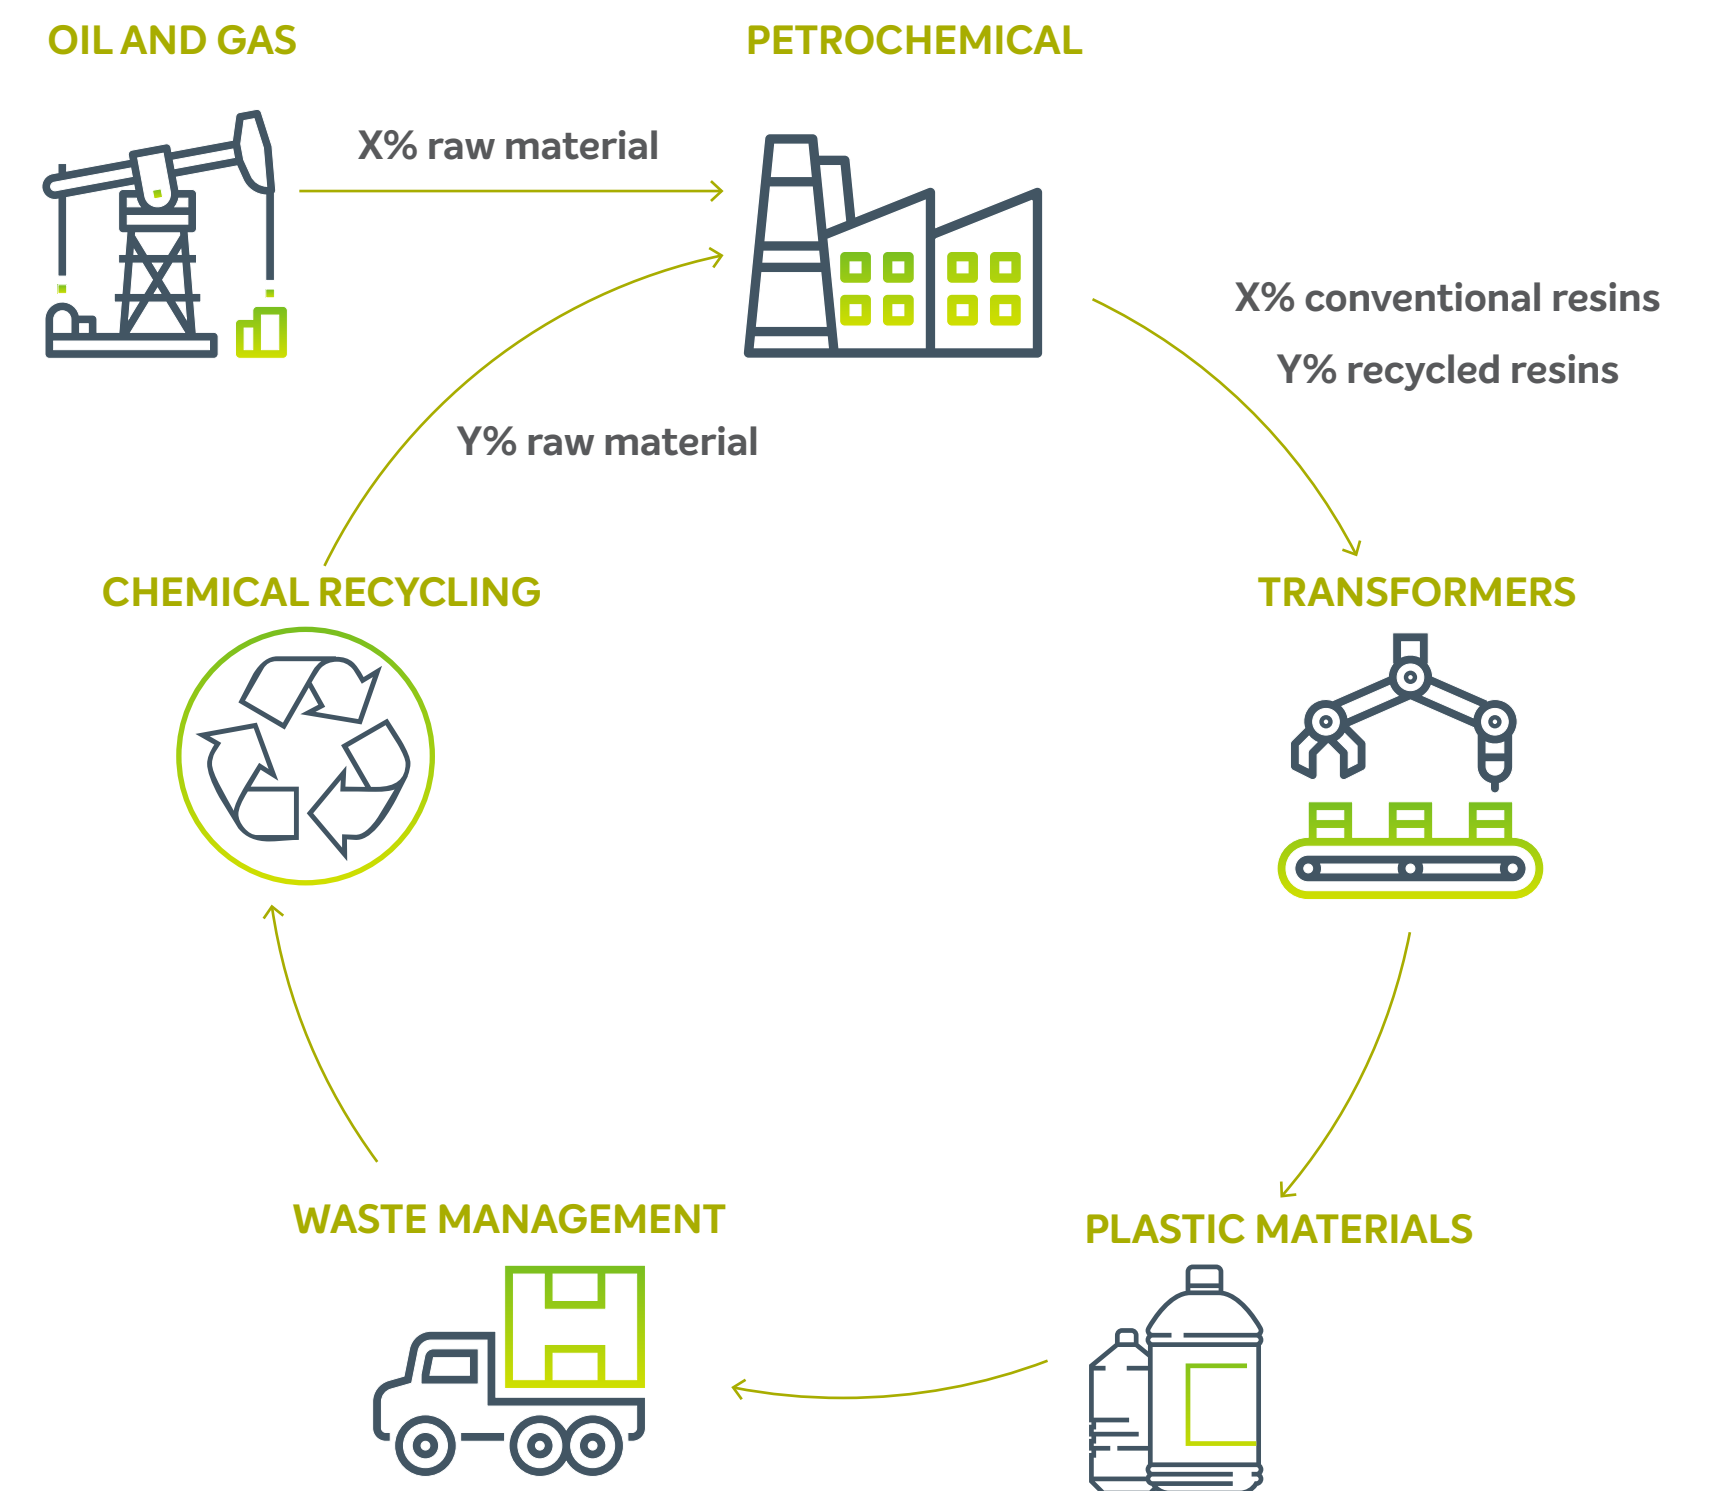 OIL AND GAS
PETROCHEMICAL
X% raw material
X% conventional resins
Y% recycled resins
Y% raw material
CHEMICAL RECYCLING
TRANSFORMERS
WASTE MANAGEMENT
PLASTIC MATERIALS